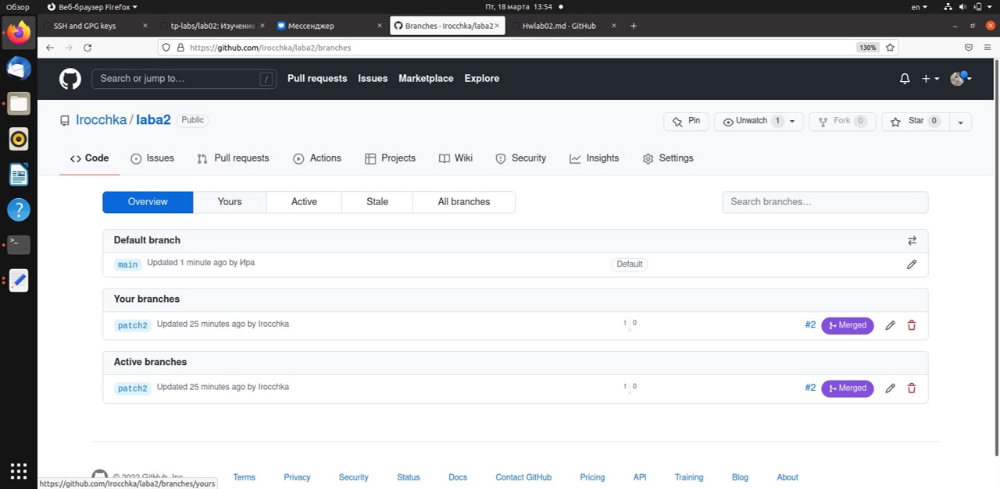 Обзор Веб-браузер Firefox Пт, 18 марта 13:54 en
SSH and GPG keys × tp-labs/lab02: Изучение × Мессенджер × Branches · Irocchka/laba2 × Hwlab02.md · GitHub × +
https://github.com/Irocchka/laba2/branches 130%
Search or jump to… / Pull requests Issues Marketplace Explore
Irocchka / laba2 Public Pin Unwatch 1 Fork 0 Star 0
<> Code Issues Pull requests Actions Projects Wiki Security Insights Settings
Overview Yours Active Stale All branches Search branches…
Default branch
main Updated 1 minute ago by Ира Default
Your branches
patch2 Updated 25 minutes ago by Irocchka 1 0 #2 Merged
Active branches
patch2 Updated 25 minutes ago by Irocchka 1 0 #2 Merged
© 2022 GitHub, Inc. Terms Privacy Security Status Docs Contact GitHub Pricing API Training Blog About
https://github.com/Irocchka/laba2/branches/yours